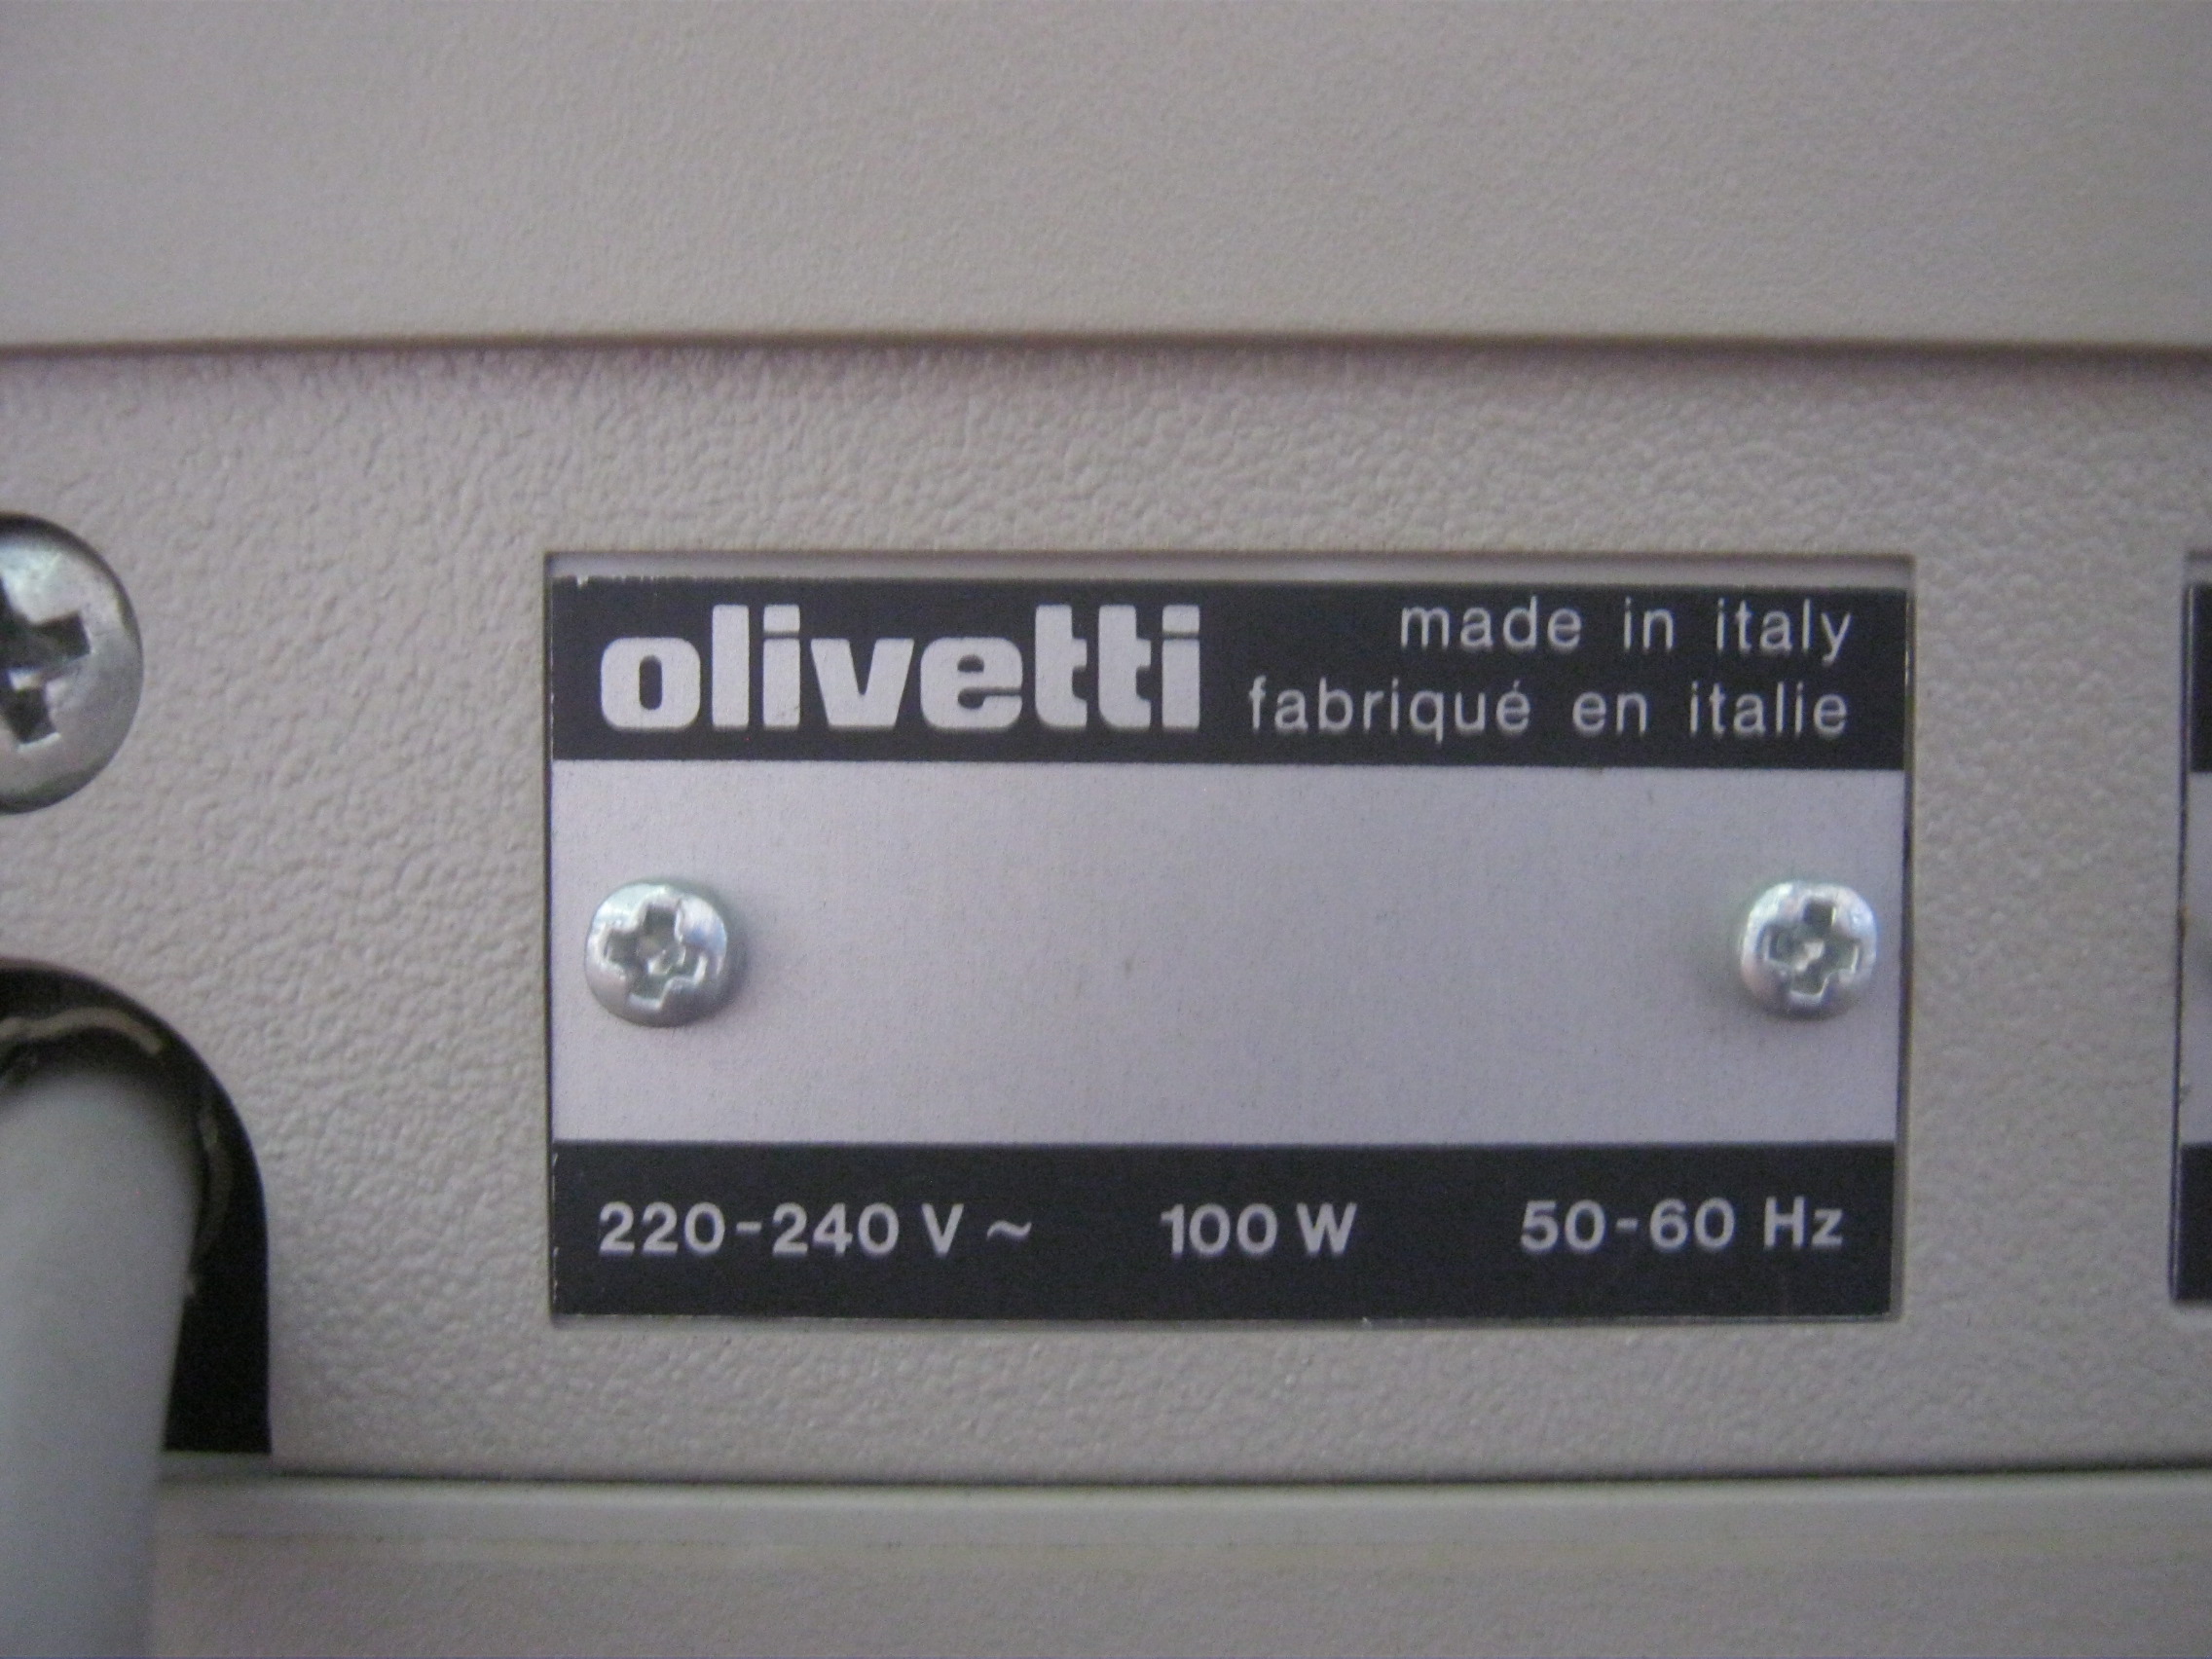 olivetti
made in italy
fabriqué en italie
220-240 V ~ 100 W 50-60 Hz